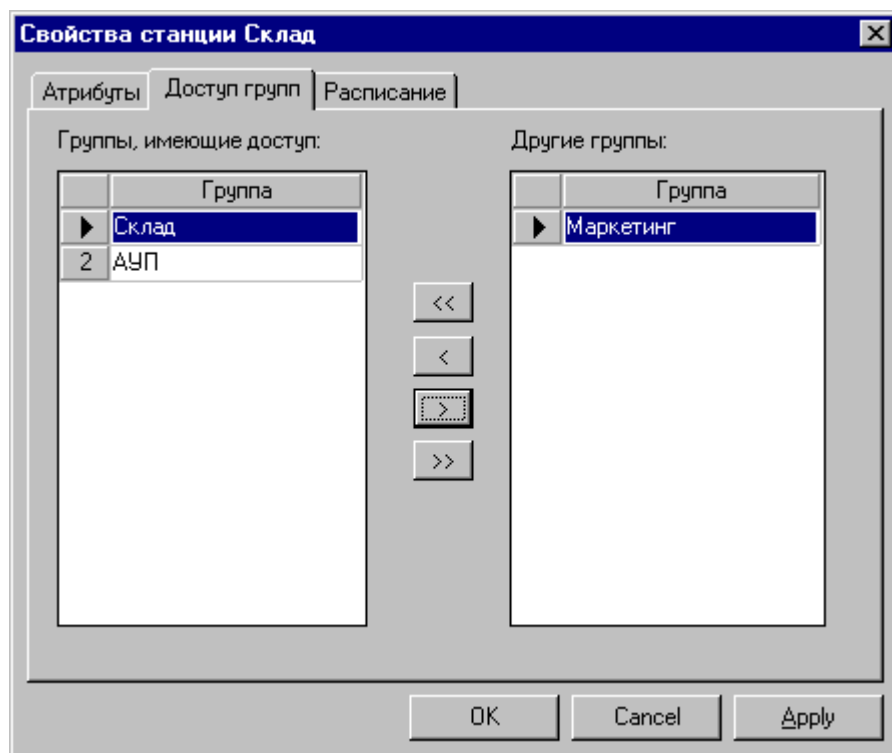 Свойства станции Склад
Атрибуты Доступ групп Расписание
Группы, имеющие доступ: Другие группы:
Группа Группа
Склад Маркетинг
2 АУП
<<
<
>
>>
OK Cancel Apply